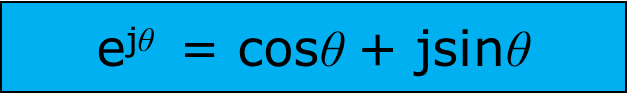 e^{jθ} = cosθ + jsinθ